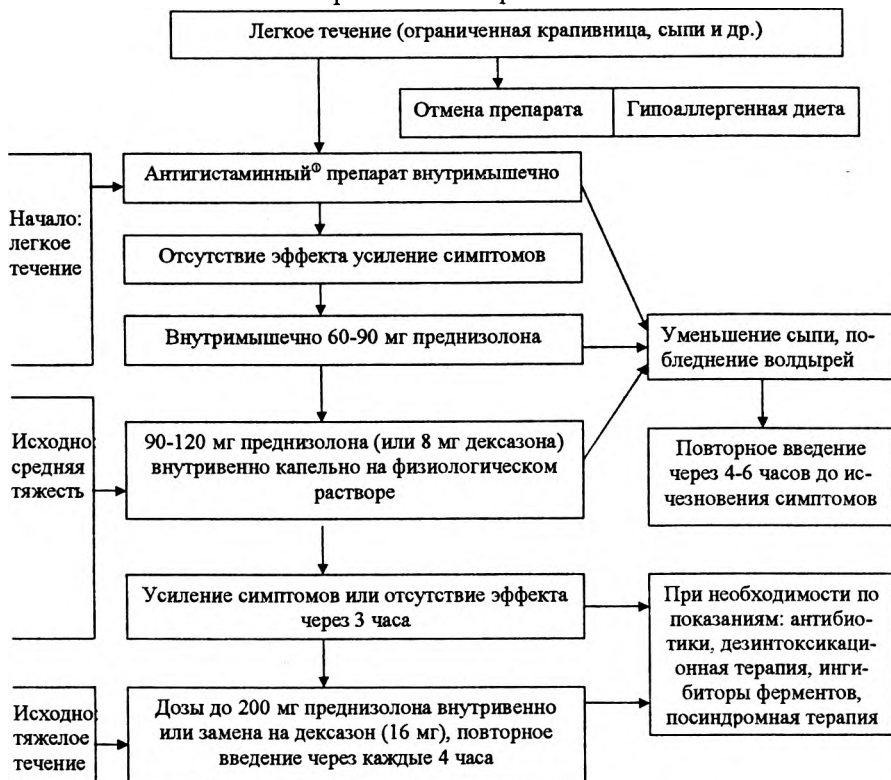 Легкое течение (ограниченная крапивница, сыпи и др.)
Отмена препарата
Гипоаллергенная диета
Начало:
легкое
течение
Антигистаминный® препарат внутримышечно
Отсутствие эффекта усиление симптомов
Внутримышечно 60-90 мг преднизолона
Уменьшение сыпи, по-
бледнение волдырей
Исходно
средняя
тяжесть
90-120 мг преднизолона (или 8 мг дексазона)
внутривенно капельно на физиологическом
растворе
Повторное введение
через 4-6 часов до ис-
чезновения симптомов
Усиление симптомов или отсутствие эффекта
через 3 часа
При необходимости по
показаниям: антибио-
тики, дезинтоксикаци-
онная терапия, инги-
биторы ферментов,
посиндромная терапия
Исходно:
тяжелое
течение
Дозы до 200 мг преднизолона внутривенно
или замена на дексазон (16 мг), повторное
введение через каждые 4 часа